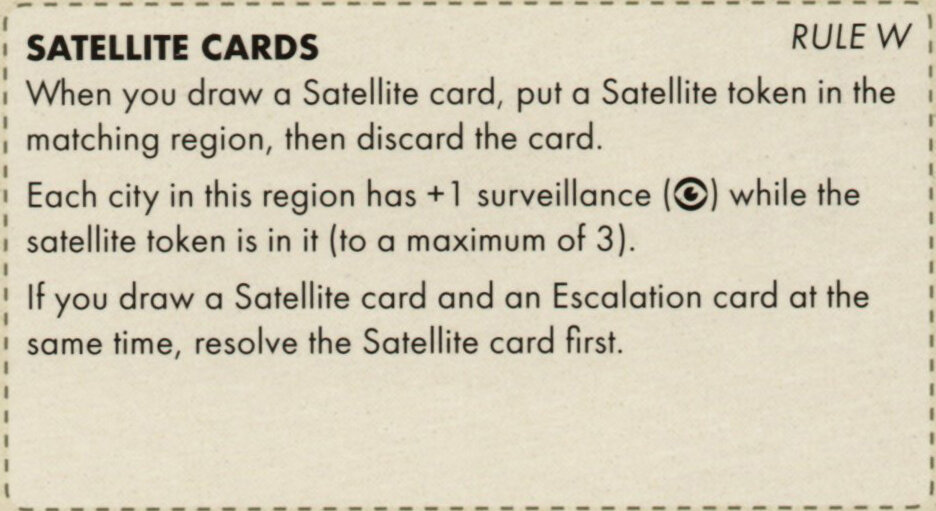 SATELLITE CARDS
RULE W
When you draw a Satellite card, put a Satellite token in the
matching region, then discard the card.
Each city in this region has +1 surveillance (👁) while the
satellite token is in it (to a maximum of 3).
If you draw a Satellite card and an Escalation card at the
same time, resolve the Satellite card first.